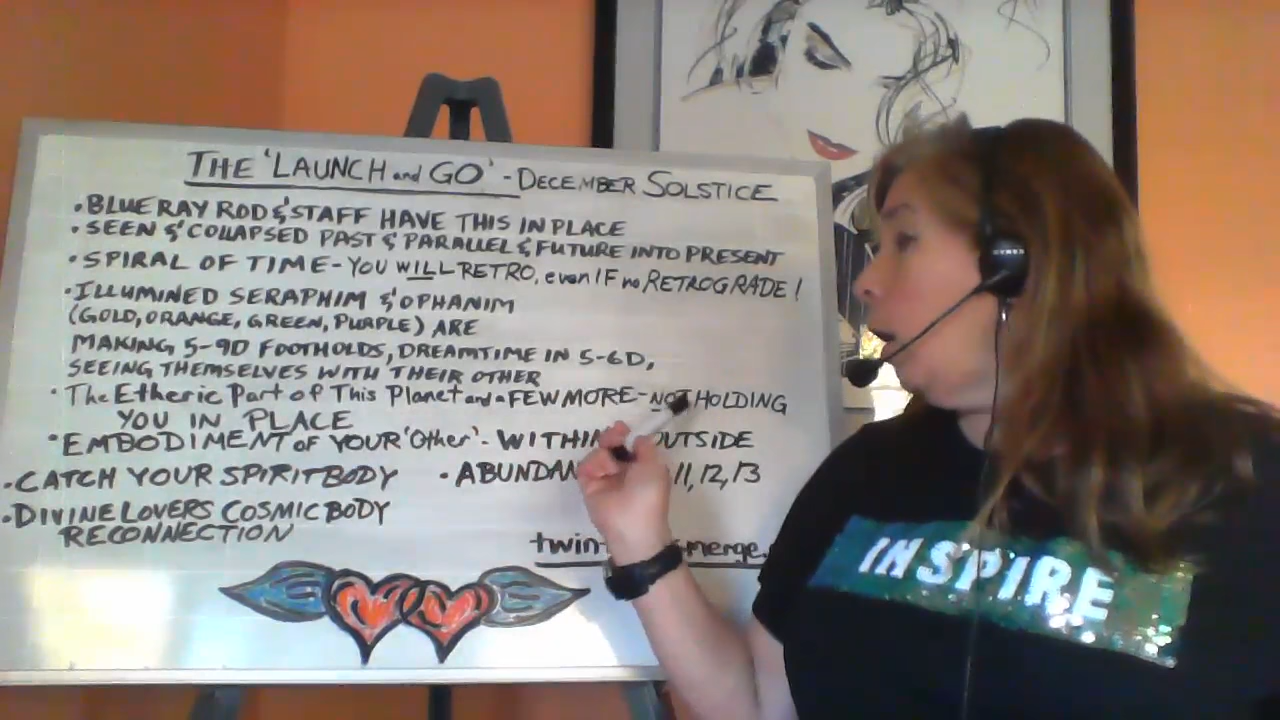 THE 'LAUNCH and GO' - DECEMBER SOLSTICE
• BLUE RAY ROD & STAFF HAVE THIS IN PLACE
• SEEN & COLLAPSED PAST & PARALLEL & FUTURE INTO PRESENT
• SPIRAL OF TIME - YOU WILL RETRO, even IF no RETROGRADE!
• ILLUMINED SERAPHIM & OPHANIM
(GOLD, ORANGE, GREEN, PURPLE) ARE
MAKING 5-9D FOOTHOLDS, DREAMTIME IN 5-6D,
SEEING THEMSELVES WITH THEIR OTHER
• The Etheric Part of This Planet and a FEW MORE - NOT HOLDING
YOU IN PLACE
• EMBODIMENT of YOUR 'Other' - WITHIN OUTSIDE
• CATCH YOUR SPIRITBODY • ABUNDAN 11, 12, 13
• DIVINE LOVERS COSMIC BODY
RECONNECTION
twin merge.
INSPIRE